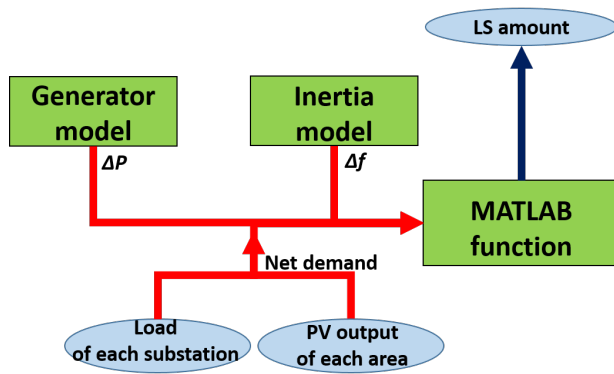 LS amount
Generator
model
Inertia
model
ΔP
Δf
MATLAB
function
Net demand
Load
of each substation
PV output
of each area